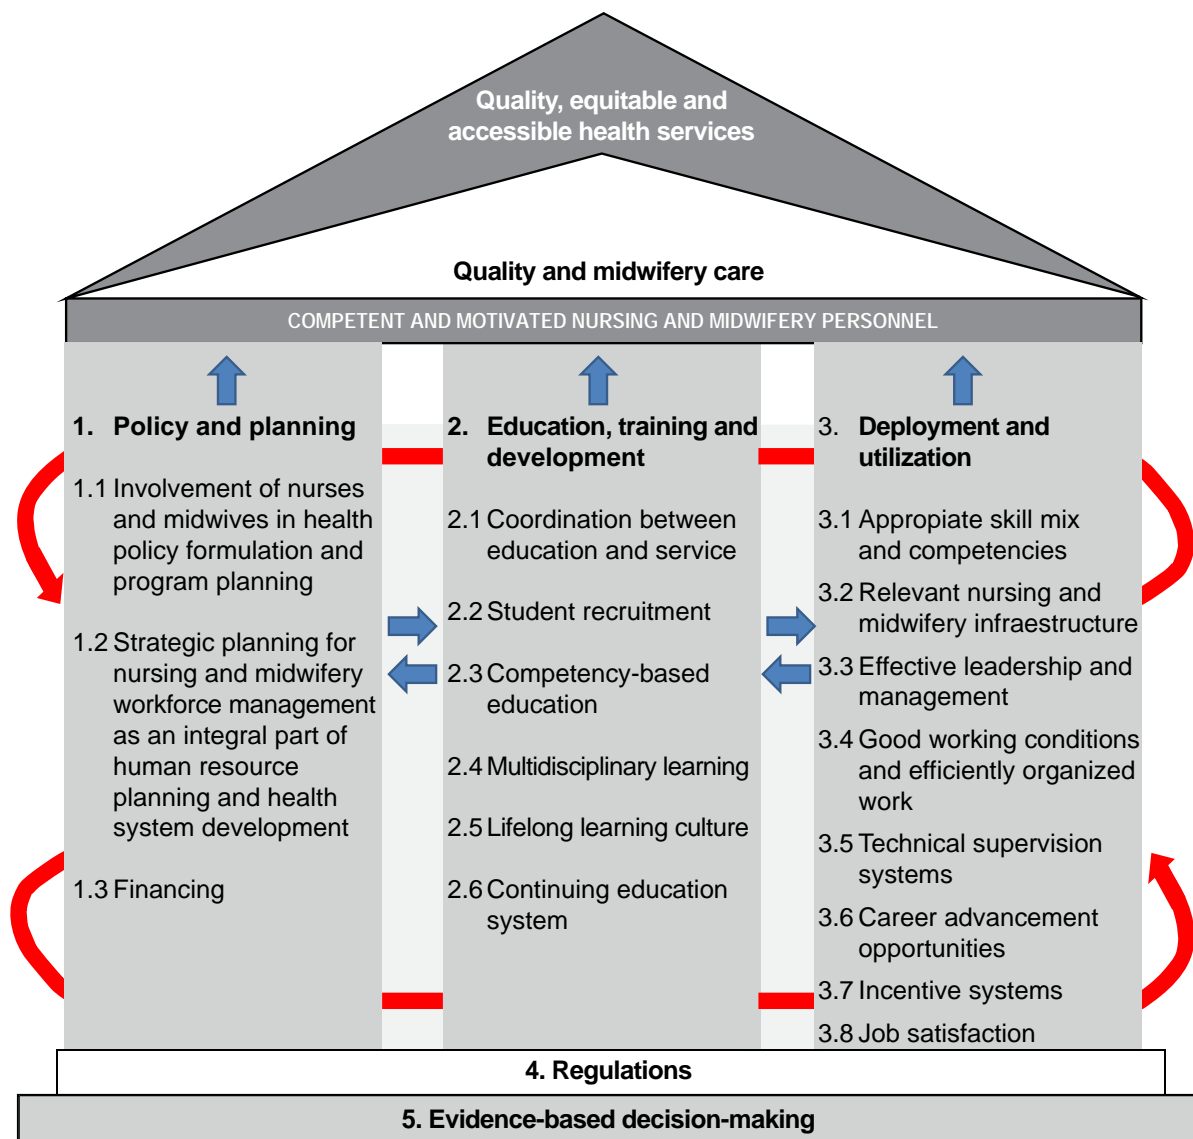 Quality, equitable and
accessible health services
Quality and midwifery care
COMPETENT AND MOTIVATED NURSING AND MIDWIFERY PERSONNEL
1. Policy and planning
1.1 Involvement of nurses
and midwives in health
policy formulation and
program planning
1.2 Strategic planning for
nursing and midwifery
workforce management
as an integral part of
human resource
planning and health
system development
1.3 Financing
2. Education, training and
development
2.1 Coordination between
education and service
2.2 Student recruitment
2.3 Competency-based
education
2.4 Multidisciplinary learning
2.5 Lifelong learning culture
2.6 Continuing education
system
3. Deployment and
utilization
3.1 Appropiate skill mix
and competencies
3.2 Relevant nursing and
midwifery infraestructure
3.3 Effective leadership and
management
3.4 Good working conditions
and efficiently organized
work
3.5 Technical supervision
systems
3.6 Career advancement
opportunities
3.7 Incentive systems
3.8 Job satisfaction
4. Regulations
5. Evidence-based decision-making